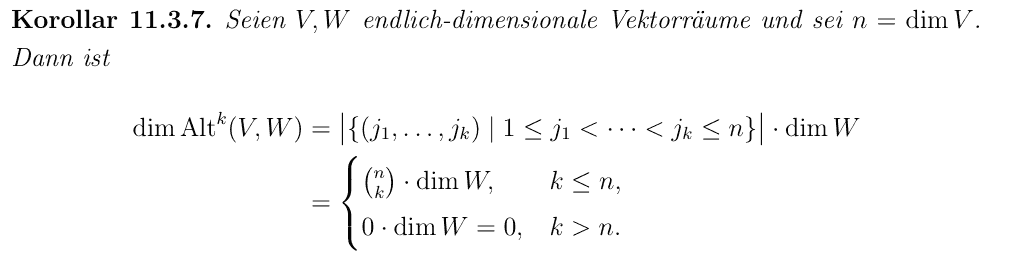 Korollar 11.3.7. Seien V, W endlich-dimensionale Vektorräume und sei n = dim V.
Dann ist
dim Alt^k(V, W) = |{(j_1, . . . , j_k) | 1 ≤ j_1 < · · · < j_k ≤ n}| · dim W
= { \binom{n}{k} · dim W, k ≤ n,
0 · dim W = 0, k > n.